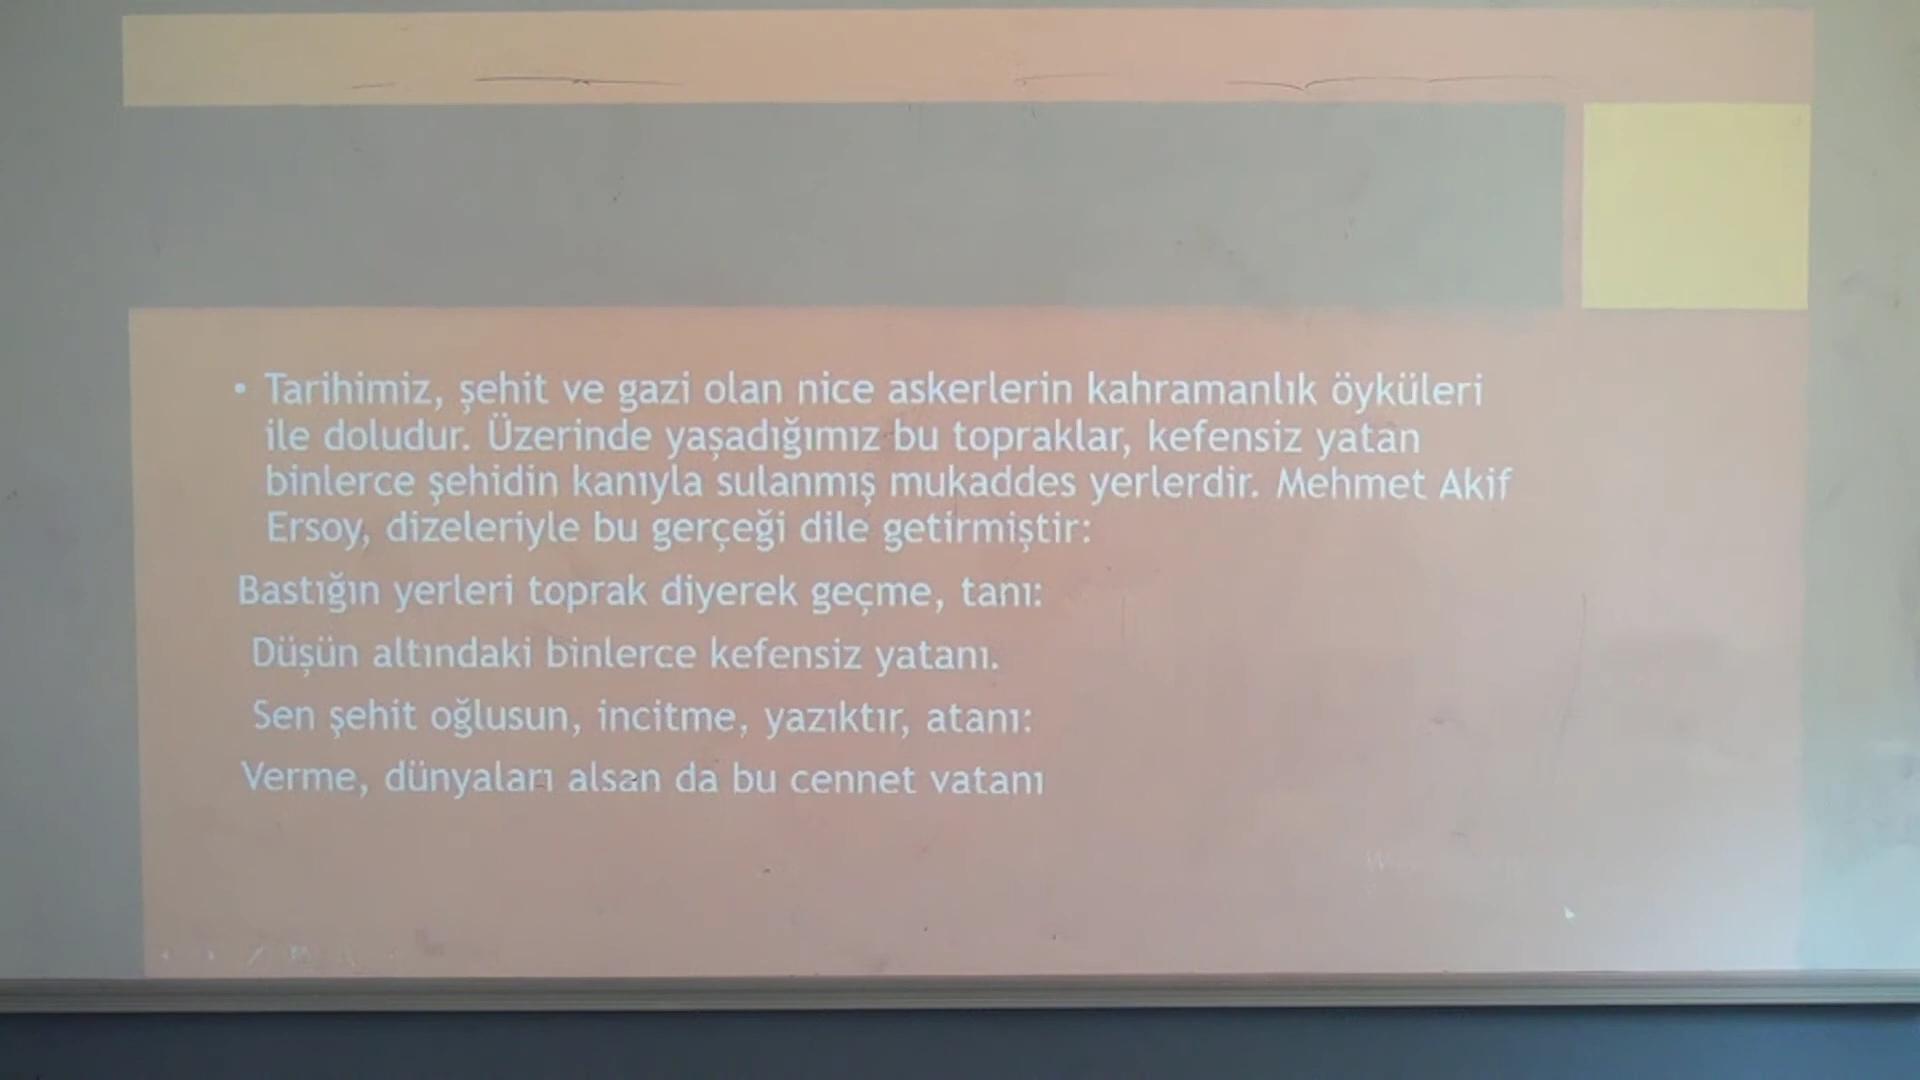 • Tarihimiz, şehit ve gazi olan nice askerlerin kahramanlık öyküleri
ile doludur. Üzerinde yaşadığımız bu topraklar, kefensiz yatan
binlerce şehidin kanıyla sulanmış mukaddes yerlerdir. Mehmet Akif
Ersoy, dizeleriyle bu gerçeği dile getirmiştir:
Bastığın yerleri toprak diyerek geçme, tanı:
Düşün altındaki binlerce kefensiz yatanı.
Sen şehit oğlusun, incitme, yazıktır, atanı:
Verme, dünyaları alsan da bu cennet vatanı